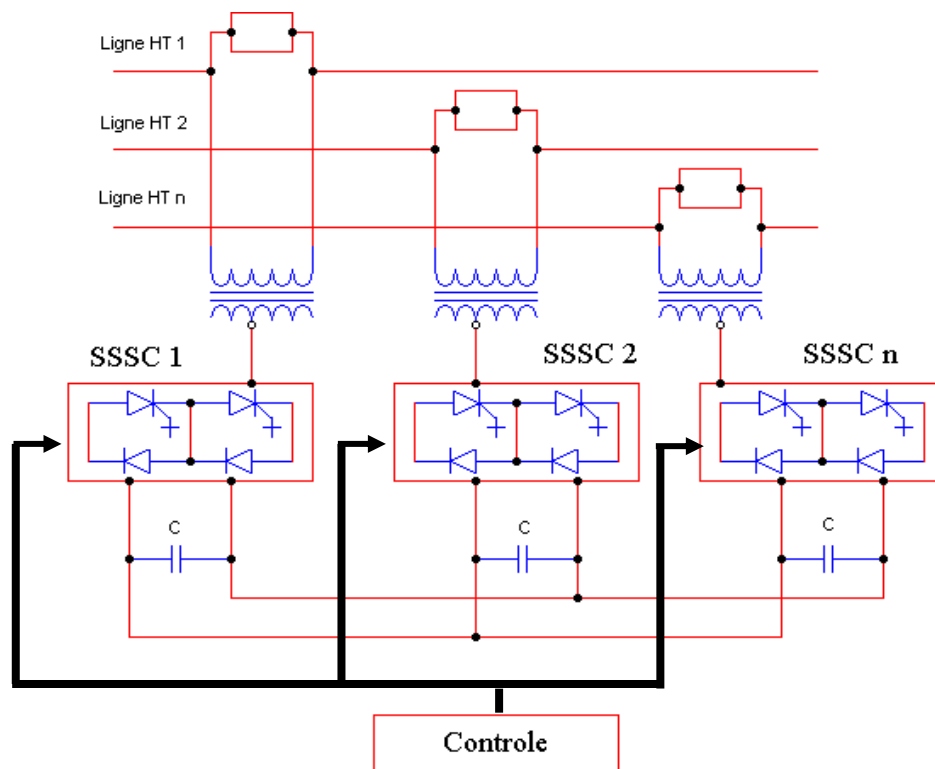 Ligne HT 1
Ligne HT 2
Ligne HT n
SSSC 1
SSSC 2
SSSC n
C
C
C
Controle